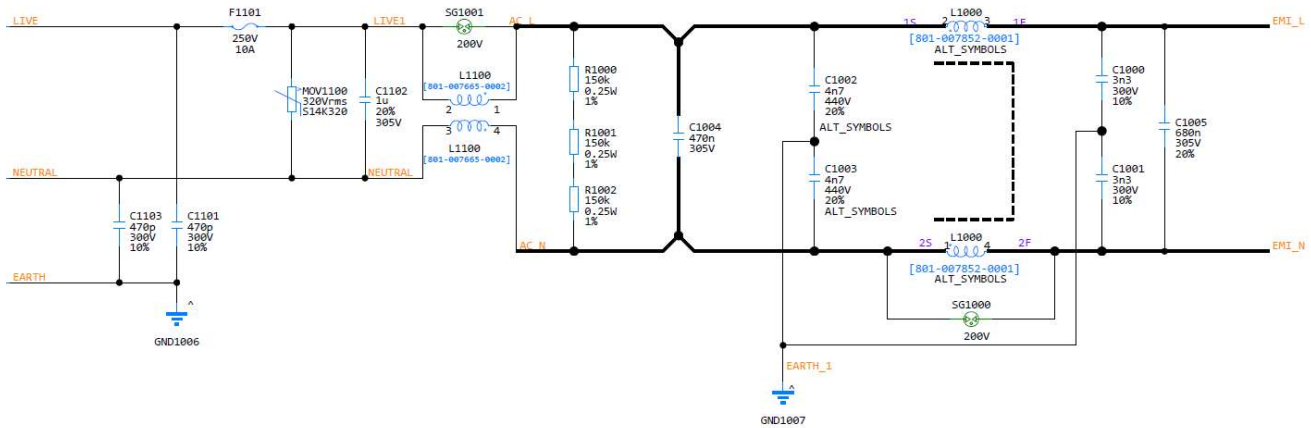 LIVE
F1101
250V
10A
LIVE1
SG1001
200V
AC_L
L1000
1S
2
3
1F
[801-007852-0001]
ALT_SYMBOLS
EMI_L
MOV1100
320Vrms
S14K320
C1102
1u
20%
305V
L1100
[801-007665-0002]
2
1
3
4
L1100
[801-007665-0002]
R1000
150k
0.25W
1%
R1001
150k
0.25W
1%
R1002
150k
0.25W
1%
C1004
470n
305V
C1002
4n7
440V
20%
ALT_SYMBOLS
C1003
4n7
440V
20%
ALT_SYMBOLS
C1000
3n3
300V
10%
C1001
3n3
300V
10%
C1005
680n
305V
20%
NEUTRAL
NEUTRAL
C1103
470p
300V
10%
C1101
470p
300V
10%
EARTH
^
GND1006
AC_N
L1000
2S
1
4
2F
[801-007852-0001]
ALT_SYMBOLS
EMI_N
SG1000
200V
EARTH_1
^
GND1007